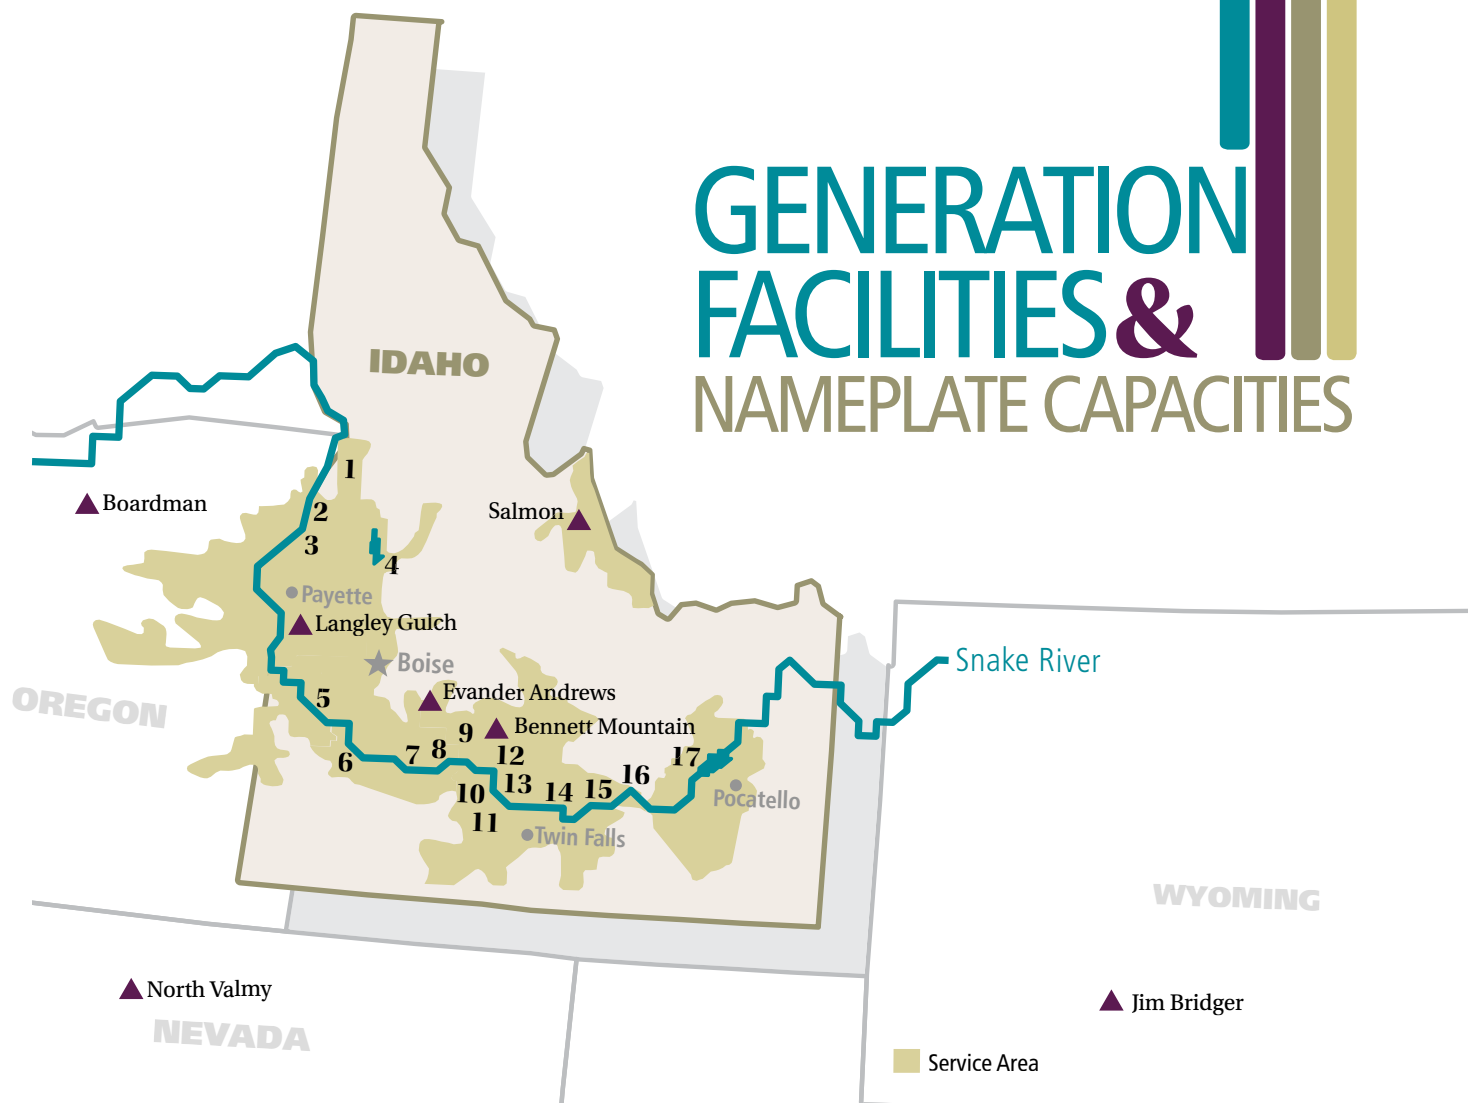 GENERATION
FACILITIES &
NAMEPLATE CAPACITIES
IDAHO
1
Boardman
2
Salmon
3
4
Payette
Langley Gulch
Boise
Snake River
OREGON
5
Evander Andrews
9
Bennett Mountain
6
7
8
12
17
13
16
10
14
15
Pocatello
11
Twin Falls
WYOMING
North Valmy
Jim Bridger
NEVADA
Service Area